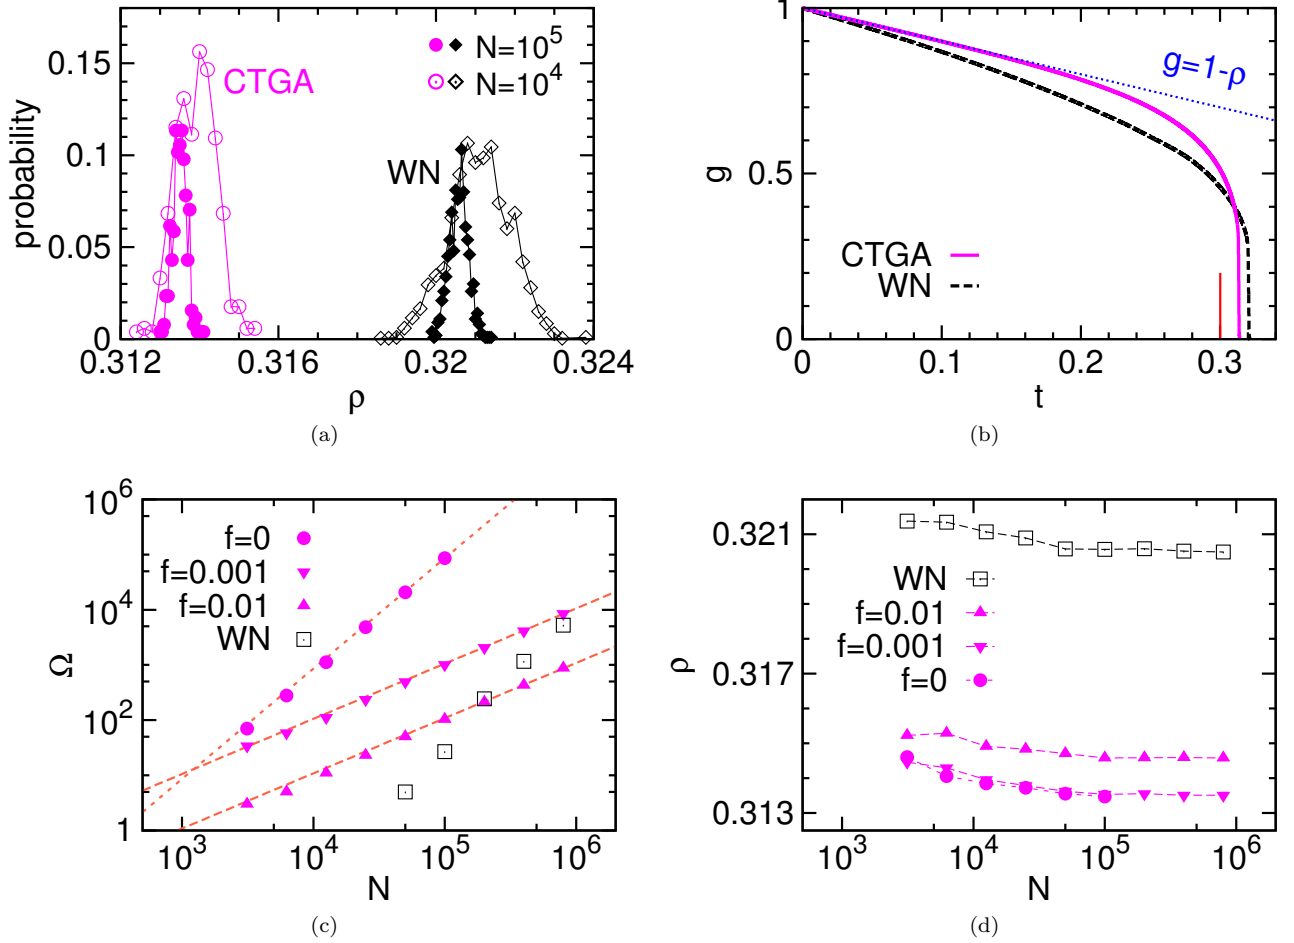 0.15
0.1
0.05
0
probability
CTGA
N=10^5
N=10^4
WN
0.312 0.316 0.32 0.324
ρ
(a)
1
0.5
0
g
g=1-ρ
CTGA
WN
0 0.1 0.2 0.3
t
(b)
10^6
10^4
10^2
1
Ω
f=0
f=0.001
f=0.01
WN
10^3 10^4 10^5 10^6
N
(c)
0.321
0.317
0.313
ρ
WN
f=0.01
f=0.001
f=0
10^3 10^4 10^5 10^6
N
(d)